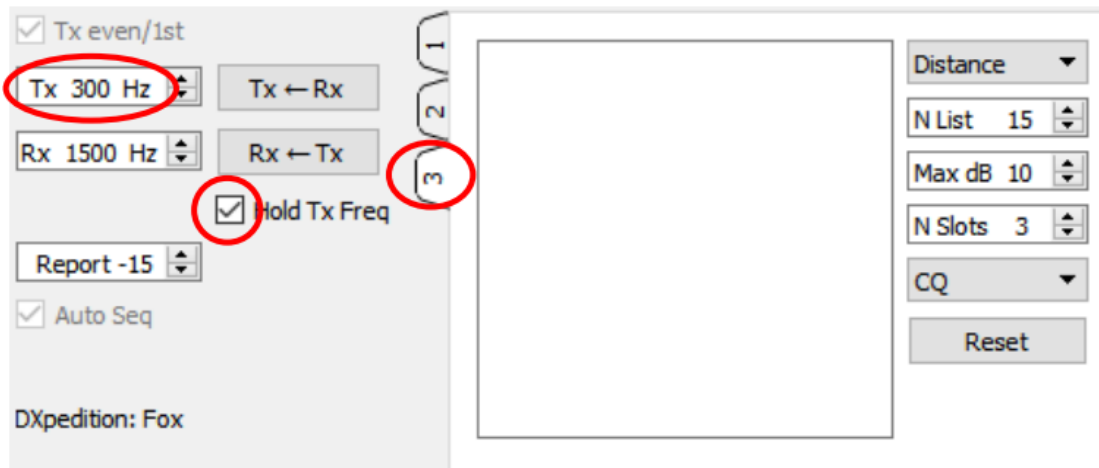 Tx even/1st
Tx 300 Hz
Tx ← Rx
Rx 1500 Hz
Rx ← Tx
Hold Tx Freq
Report -15
Auto Seq
DXpedition: Fox
1
2
3
Distance
N List 15
Max dB 10
N Slots 3
CQ
Reset